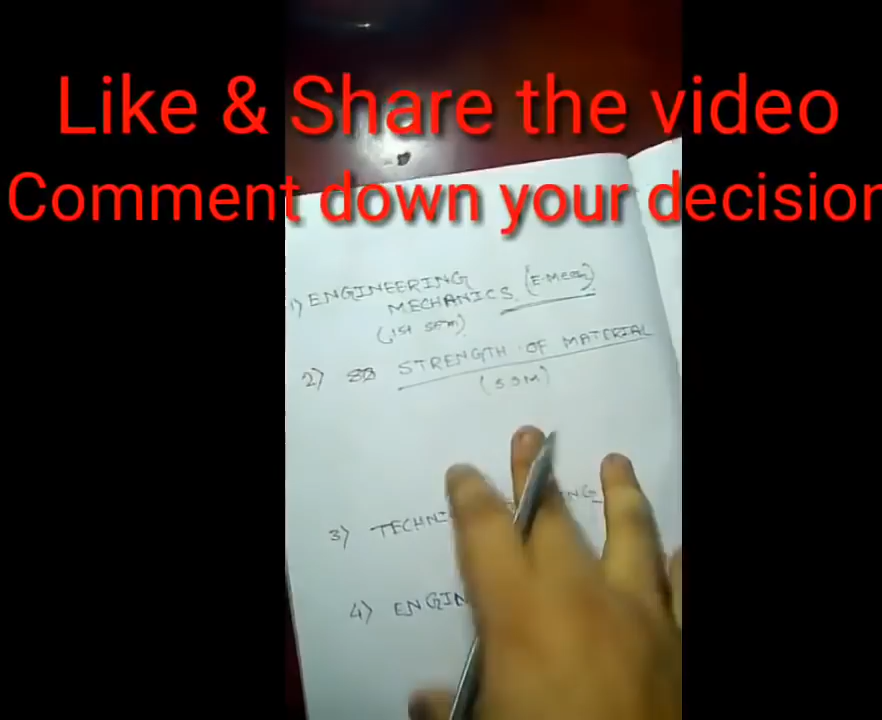 Like & Share the video
Comment down your decision
1) ENGINEERING
MECHANICS. (E-Mech)
(1st SEM)
2) STRENGTH OF MATERIAL
(SOM)
3) TECHNI NG
4) ENGIN